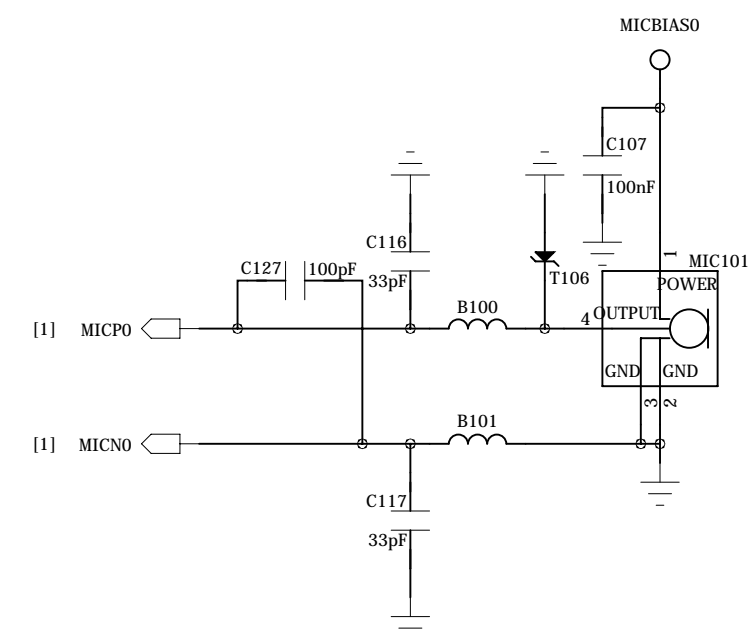 MICBIAS0
C107
100nF
C116
33pF
C127
100pF
T106
1
MIC101
POWER
B100
4
OUTPUT
[1] MICP0
GND
GND
3
2
B101
[1] MICN0
C117
33pF